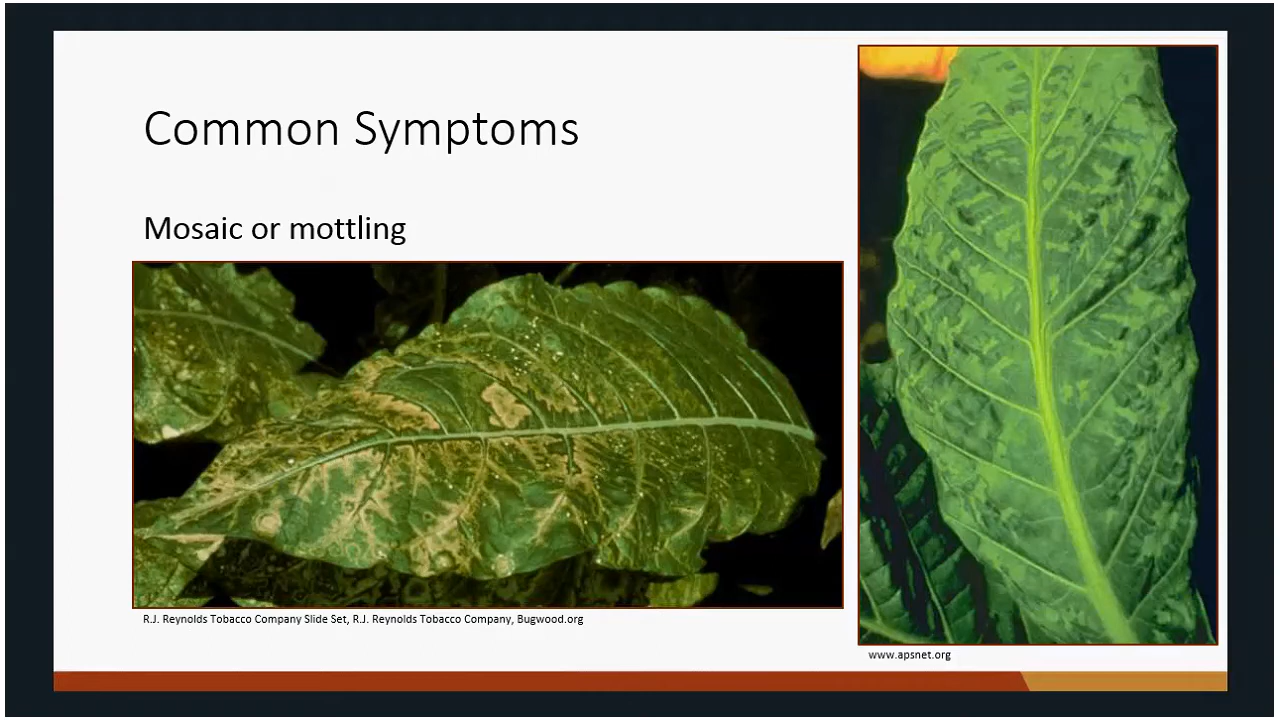 Common Symptoms
Mosaic or mottling
R.J. Reynolds Tobacco Company Slide Set, R.J. Reynolds Tobacco Company, Bugwood.org
www.apsnet.org